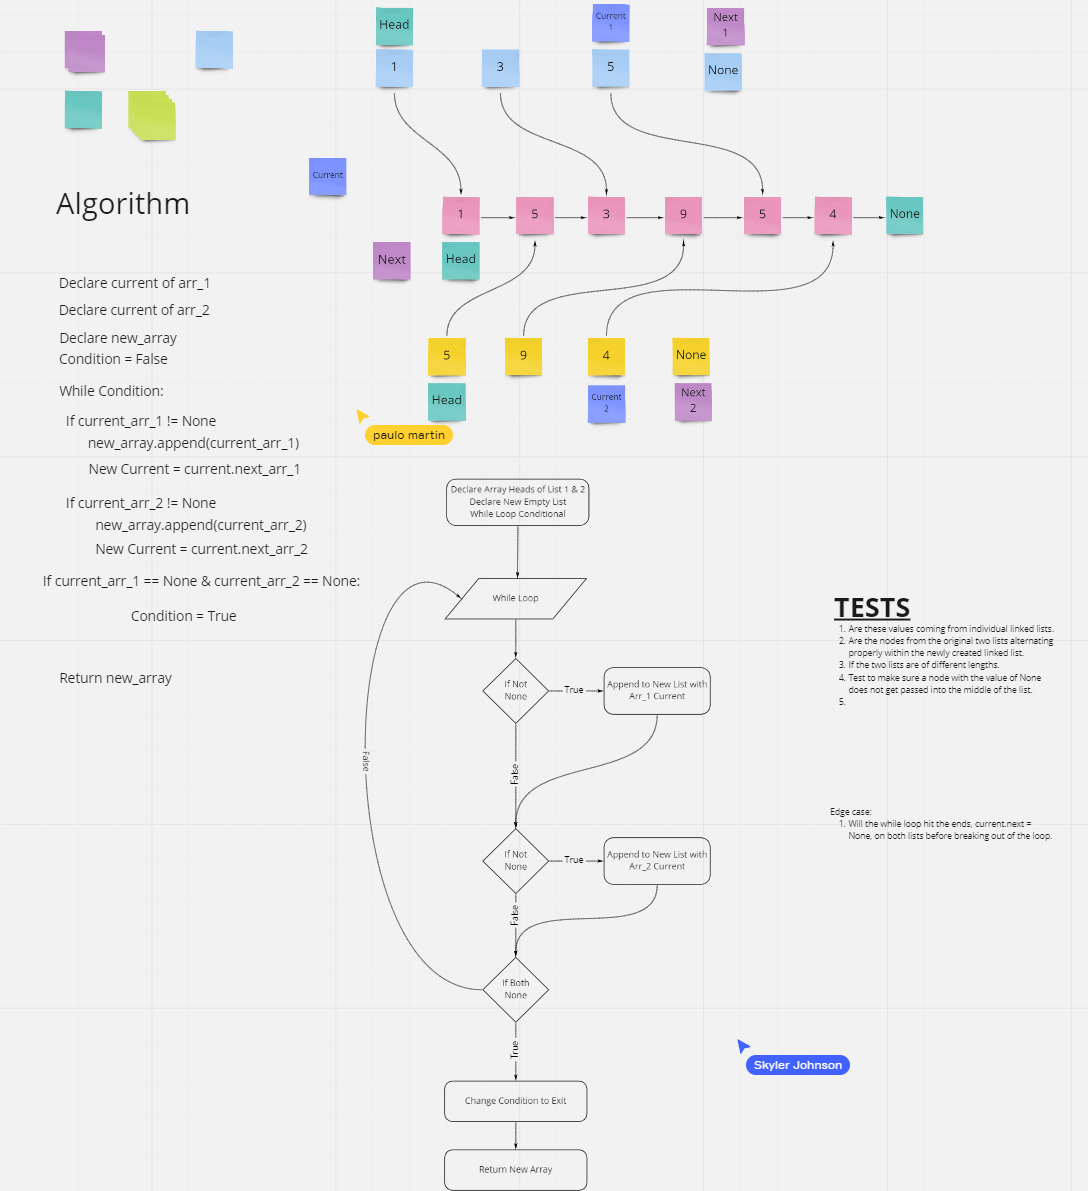 Head
Current
1
Next
1
1
3
5
None
Current
Algorithm
1
5
3
9
5
4
None
Next
Head
Declare current of arr_1
Declare current of arr_2
Declare new_array
Condition = False
While Condition:
If current_arr_1 != None
new_array.append(current_arr_1)
New Current = current.next_arr_1
If current_arr_2 != None
new_array.append(current_arr_2)
New Current = current.next_arr_2
If current_arr_1 == None & current_arr_2 == None:
Condition = True
Return new_array
5
9
4
None
Head
Current
2
Next
2
paulo martin
Declare Array Heads of List 1 & 2
Declare New Empty List
While Loop Conditional
While Loop
If Not
None
True
Append to New List with
Arr_1 Current
False
False
If Not
None
True
Append to New List with
Arr_2 Current
False
If Both
None
True
Change Condition to Exit
Return New Array
TESTS
1. Are these values coming from individual linked lists.
2. Are the nodes from the original two lists alternating
properly within the newly created linked list.
3. If the two lists are of different lengths.
4. Test to make sure a node with the value of None
does not get passed into the middle of the list.
5.
Edge case:
1. Will the while loop hit the ends, current.next =
None, on both lists before breaking out of the loop.
Skyler Johnson